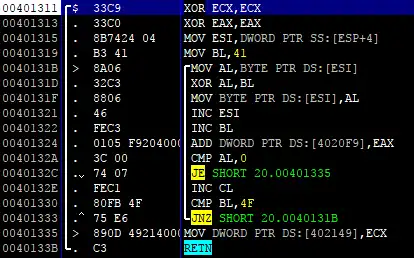 00401311 $ 33C9 XOR ECX,ECX
00401313 . 33C0 XOR EAX,EAX
00401315 . 8B7424 04 MOV ESI,DWORD PTR SS:[ESP+4]
00401319 . B3 41 MOV BL,41
0040131B > 8A06 MOV AL,BYTE PTR DS:[ESI]
0040131D . 32C3 XOR AL,BL
0040131F . 8806 MOV BYTE PTR DS:[ESI],AL
00401321 . 46 INC ESI
00401322 . FEC3 INC BL
00401324 . 0105 F9204000 ADD DWORD PTR DS:[4020F9],EAX
0040132A . 3C 00 CMP AL,0
0040132C . 74 07 JE SHORT 20.00401335
0040132E . FEC1 INC CL
00401330 . 80FB 4F CMP BL,4F
00401333 .^ 75 E6 JNZ SHORT 20.0040131B
00401335 > 890D 49214000 MOV DWORD PTR DS:[402149],ECX
0040133B . C3 RETN